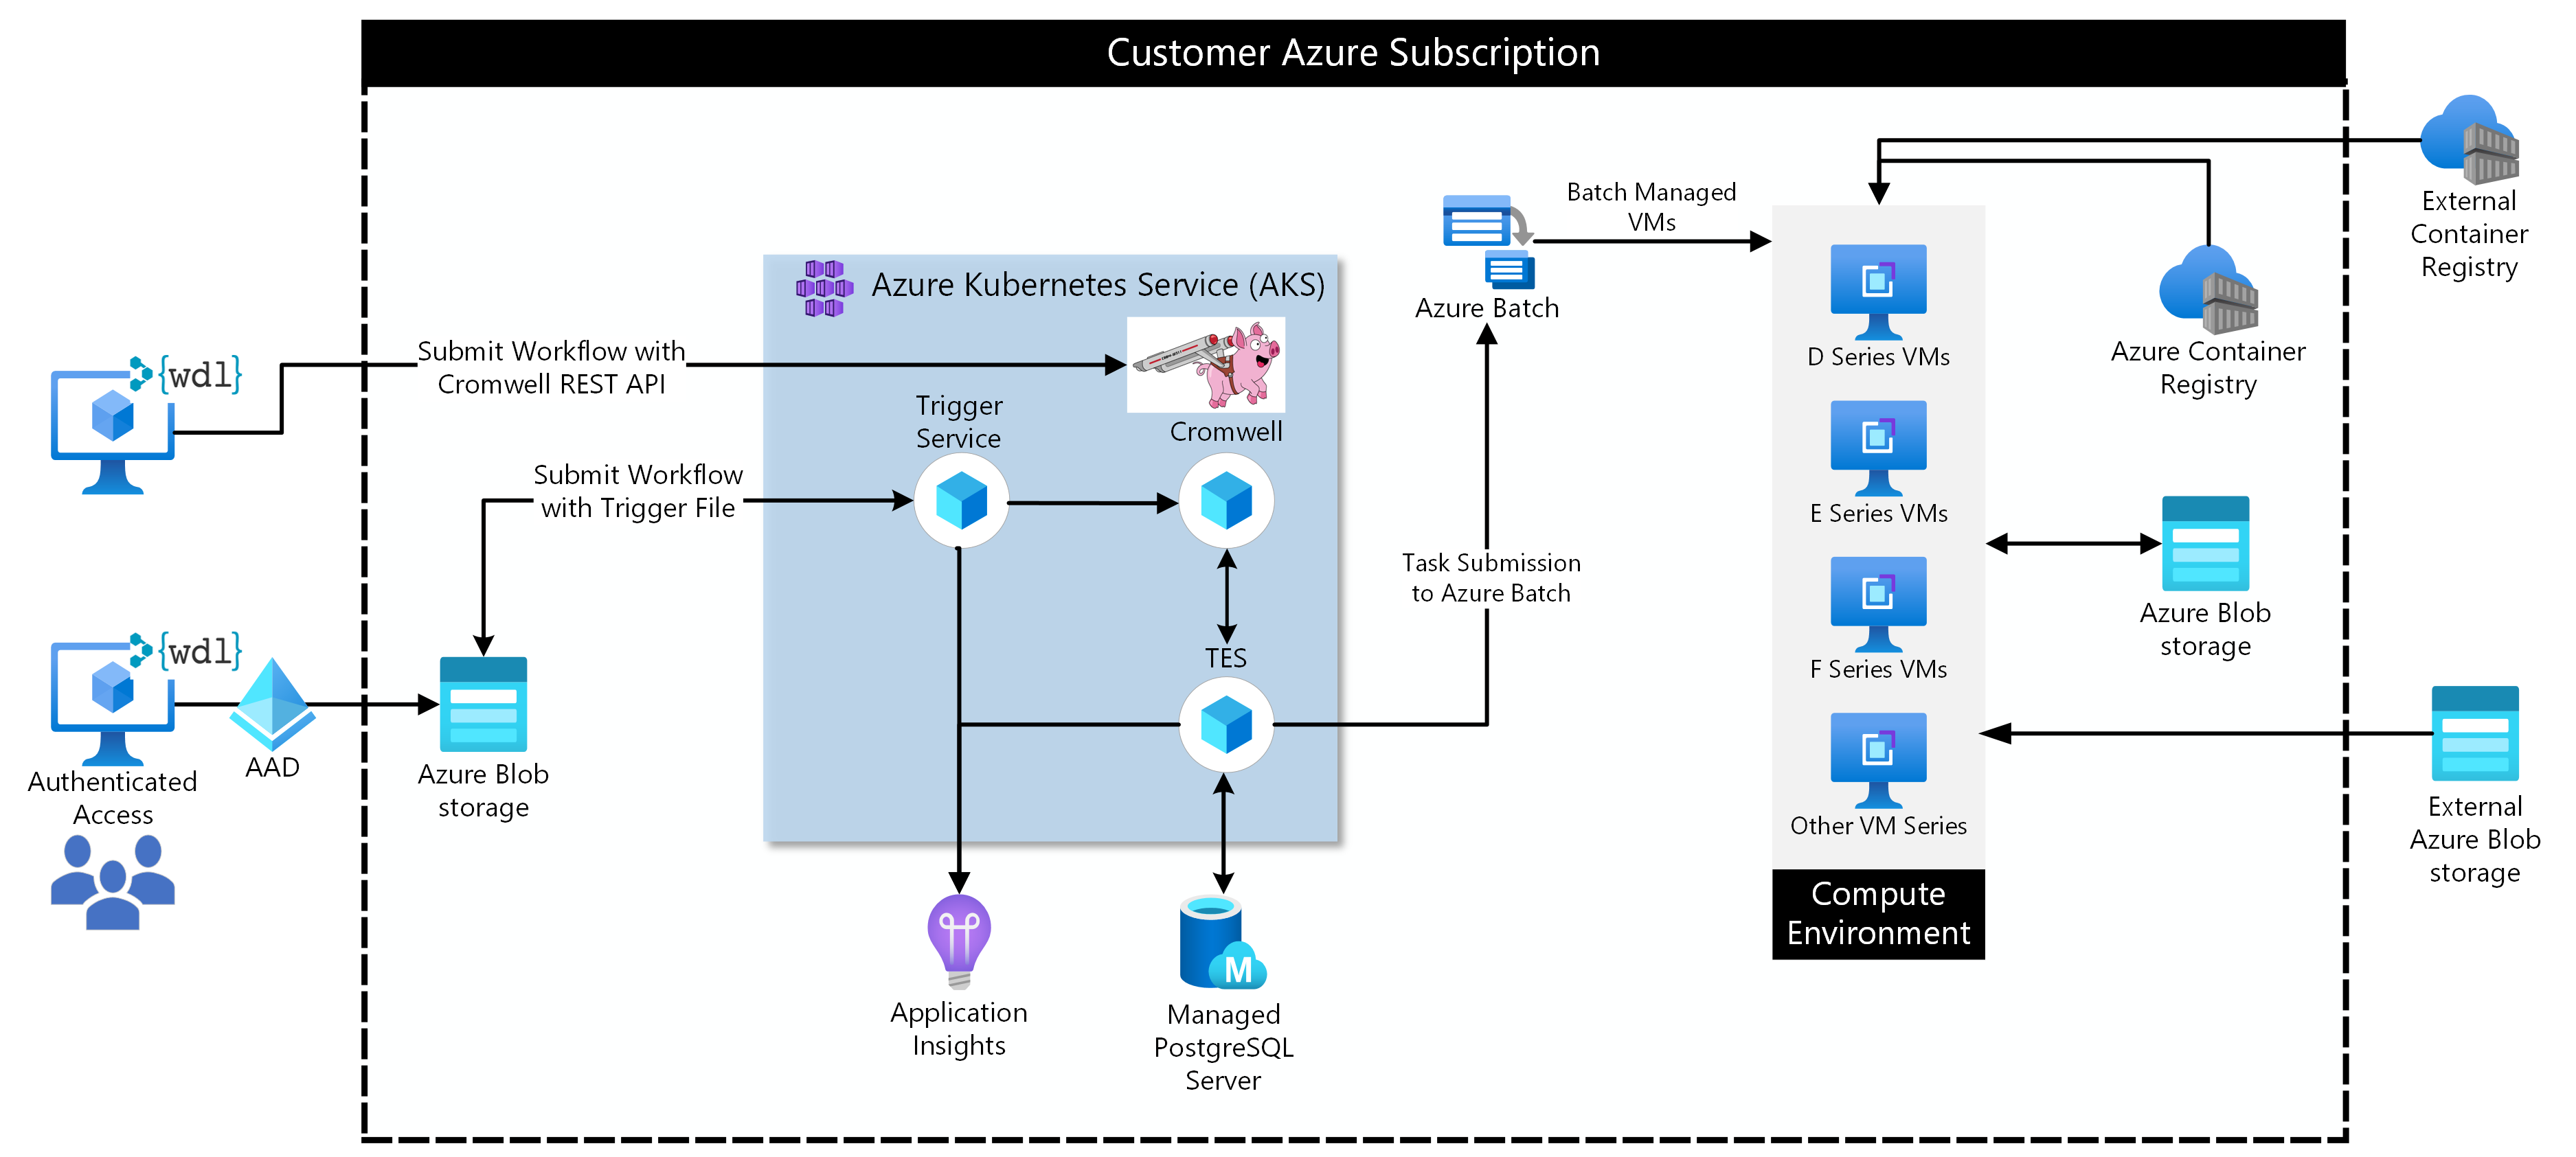 Customer Azure Subscription
External
Container
Registry
Batch Managed
VMs
Azure Batch
Azure Kubernetes Service (AKS)
D Series VMs
Azure Container
Registry
Submit Workflow with
Cromwell REST API
{wdl}
Trigger
Service
Cromwell
Submit Workflow
with Trigger File
E Series VMs
Task Submission
to Azure Batch
Azure Blob
storage
{wdl}
TES
F Series VMs
Authenticated
Access
AAD
Azure Blob
storage
Other VM Series
External
Azure Blob
storage
Compute
Environment
M
Application
Insights
Managed
PostgreSQL
Server